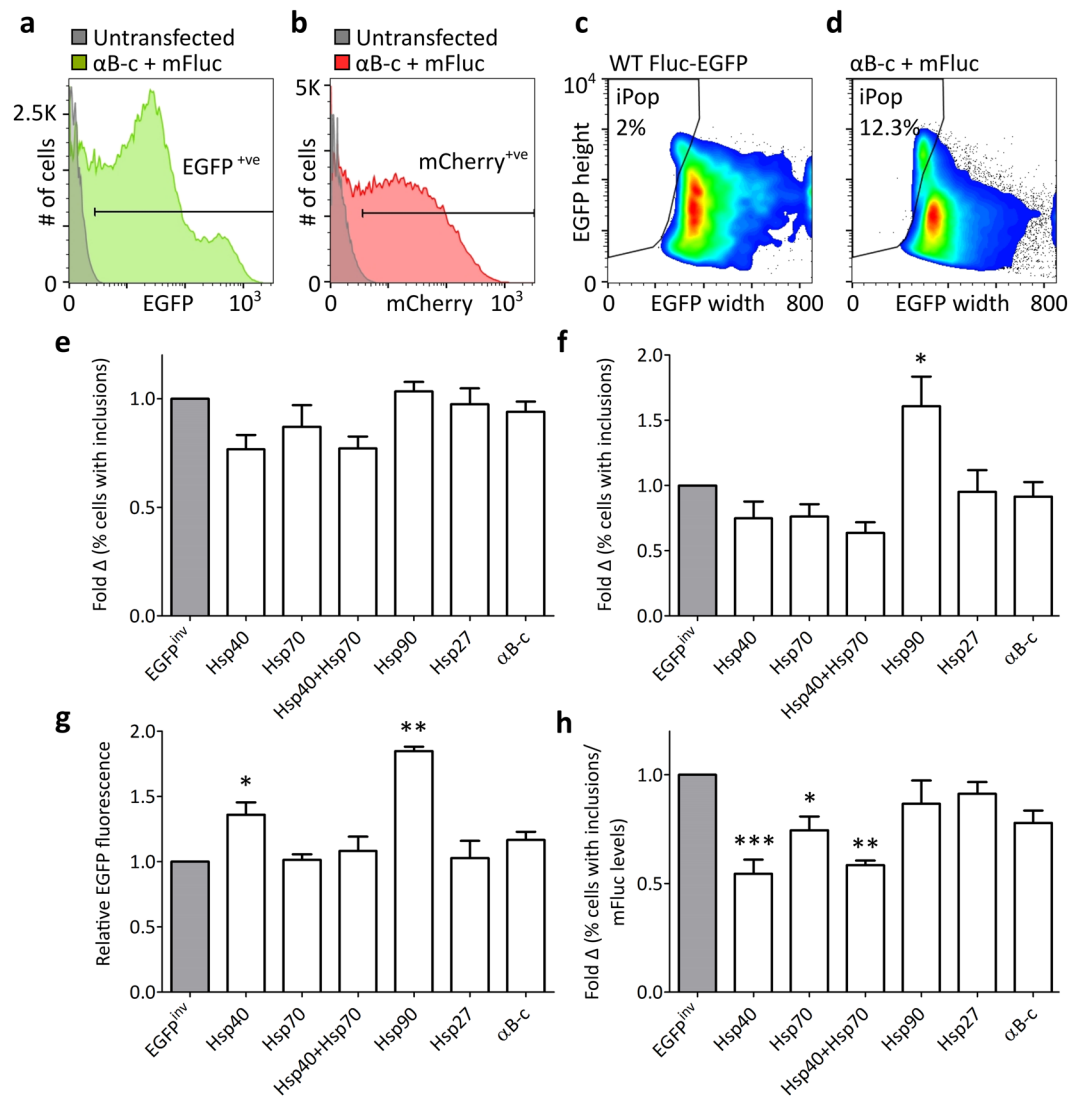 a
Untransfected
αB-c + mFluc
2.5K
# of cells
EGFP +ve
0
0
EGFP
10³
b
Untransfected
αB-c + mFluc
5K
# of cells
mCherry+ve
0
0
mCherry
10³
c
WT Fluc-EGFP
10⁴
iPop
2%
EGFP height
0
0
EGFP width
800
d
αB-c + mFluc
iPop
12.3%
0
EGFP width
800
e
Fold Δ (% cells with inclusions)
1.0
0.5
0.0
EGFPinv
Hsp40
Hsp70
Hsp40+Hsp70
Hsp90
Hsp27
αB-c
f
Fold Δ (% cells with inclusions)
2.0
1.5
1.0
0.5
0.0
*
EGFPinv
Hsp40
Hsp70
Hsp40+Hsp70
Hsp90
Hsp27
αB-c
g
Relative EGFP fluorescence
2.0
1.5
1.0
0.5
0.0
*
**
EGFPinv
Hsp40
Hsp70
Hsp40+Hsp70
Hsp90
Hsp27
αB-c
h
Fold Δ (% cells with inclusions/
mFluc levels)
1.0
0.5
0.0
***
*
**
EGFPinv
Hsp40
Hsp70
Hsp40+Hsp70
Hsp90
Hsp27
αB-c